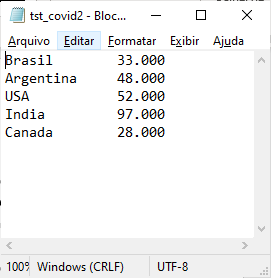 tst_covid2 - Bloc...
Arquivo Editar Formatar Exibir Ajuda
Brasil 33.000
Argentina 48.000
USA 52.000
India 97.000
Canada 28.000
100% Windows (CRLF) UTF-8